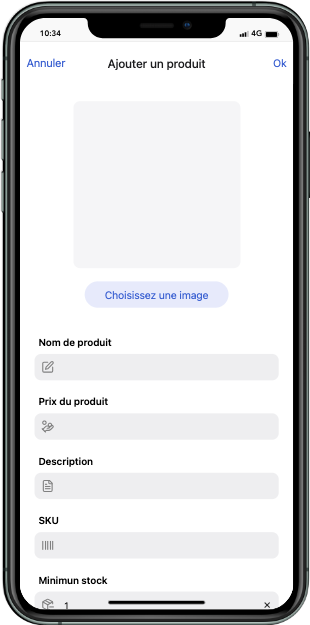 10:34
4G
Annuler
Ajouter un produit
Ok
Choisissez une image
Nom de produit
Prix du produit
Description
SKU
Minimun stock
1